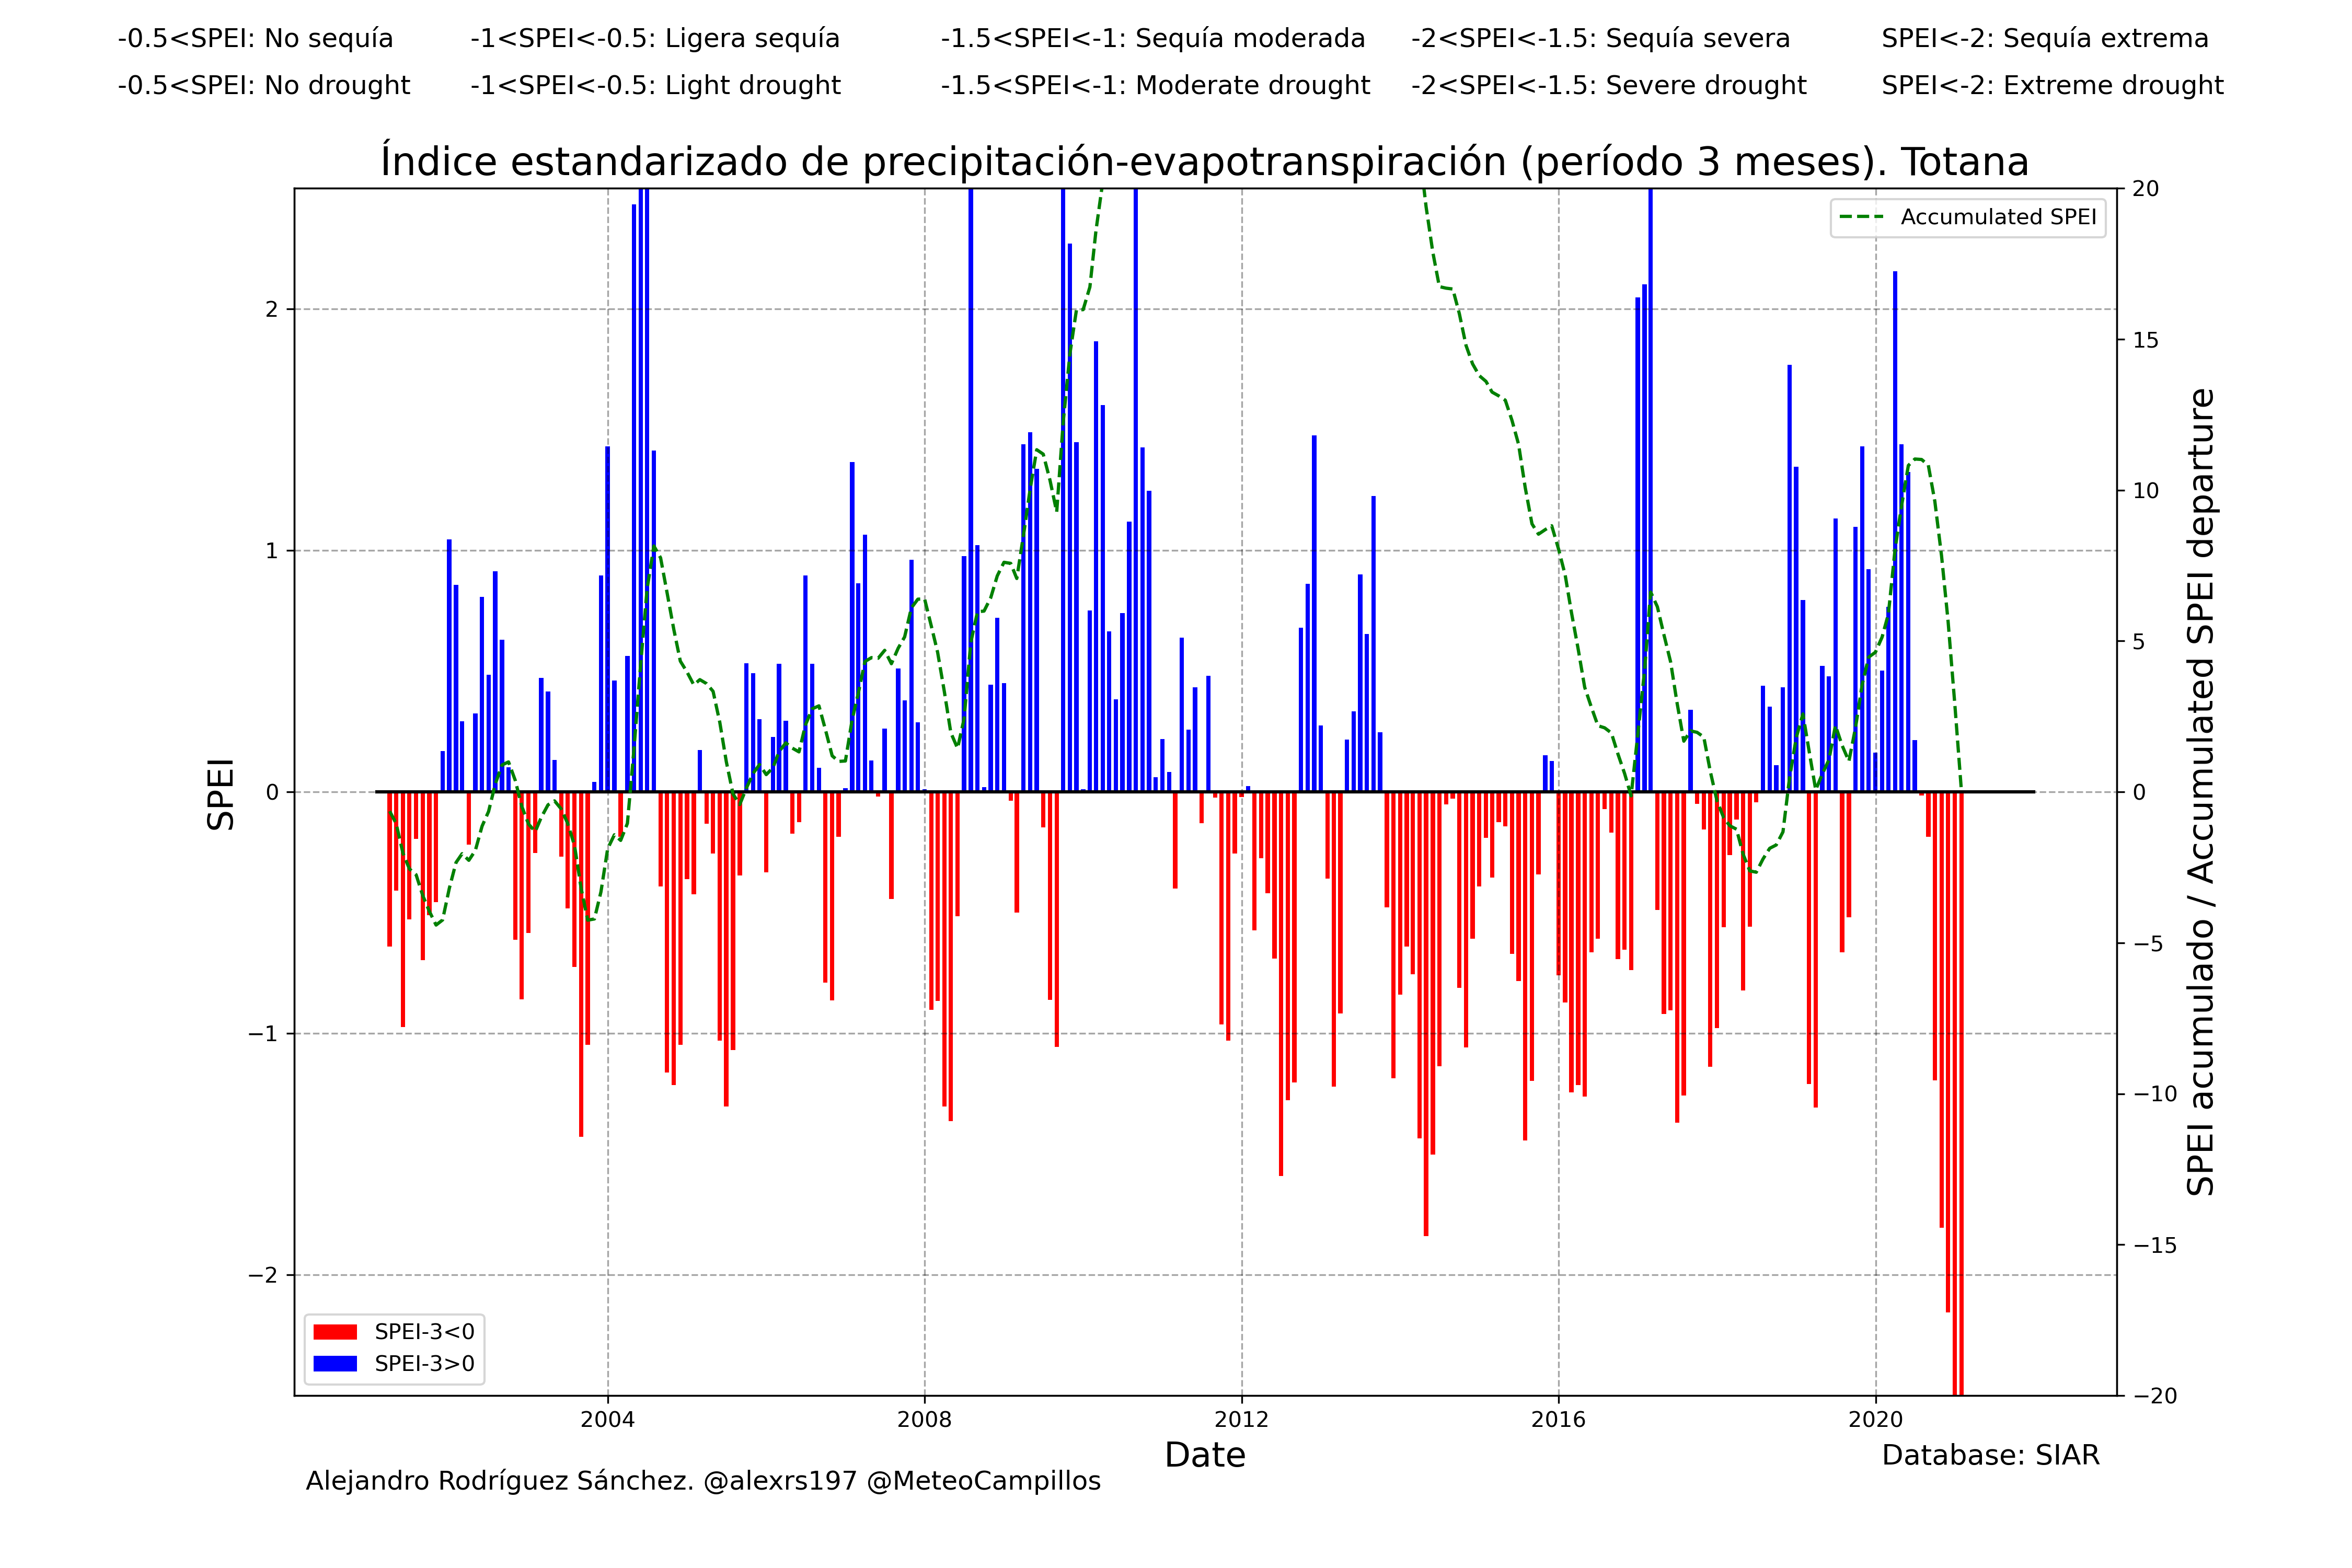 -0.5<SPEI: No sequía -1<SPEI<-0.5: Ligera sequía -1.5<SPEI<-1: Sequía moderada -2<SPEI<-1.5: Sequía severa SPEI<-2: Sequía extrema
-0.5<SPEI: No drought -1<SPEI<-0.5: Light drought -1.5<SPEI<-1: Moderate drought -2<SPEI<-1.5: Severe drought SPEI<-2: Extreme drought
Índice estandarizado de precipitación-evapotranspiración (período 3 meses). Totana
Accumulated SPEI
SPEI
2
1
0
−1
−2
20
15
10
5
0
−5
−10
−15
−20
SPEI acumulado / Accumulated SPEI departure
SPEI-3<0
SPEI-3>0
2004 2008 2012 2016 2020
Date
Database: SIAR
Alejandro Rodríguez Sánchez. @alexrs197 @MeteoCampillos